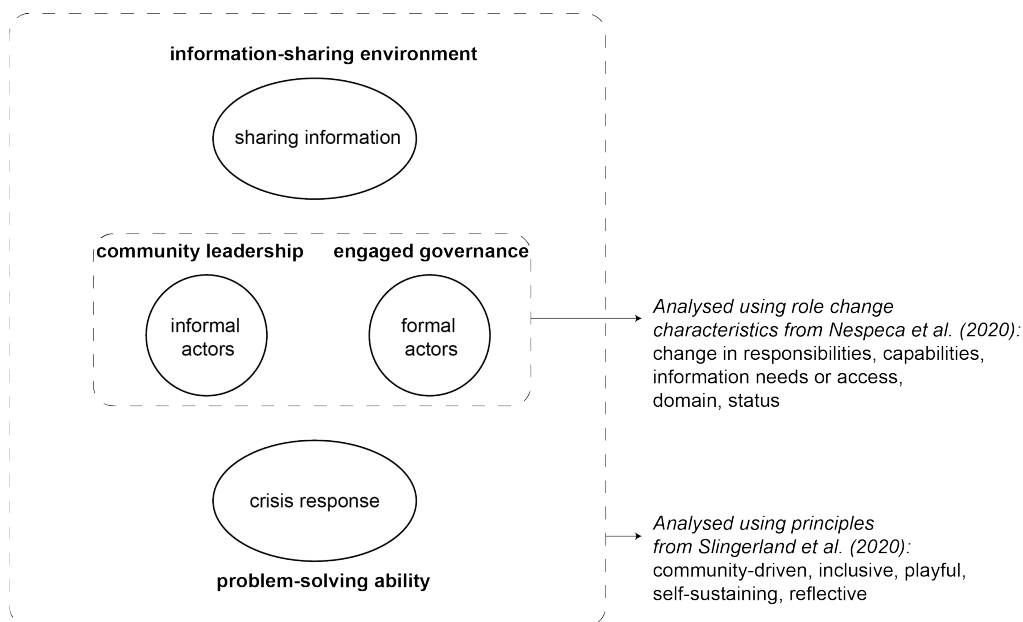 information-sharing environment
sharing information
community leadership
engaged governance
informal
actors
formal
actors
Analysed using role change
characteristics from Nespeca et al. (2020):
change in responsibilities, capabilities,
information needs or access,
domain, status
crisis response
problem-solving ability
Analysed using principles
from Slingerland et al. (2020):
community-driven, inclusive, playful,
self-sustaining, reflective